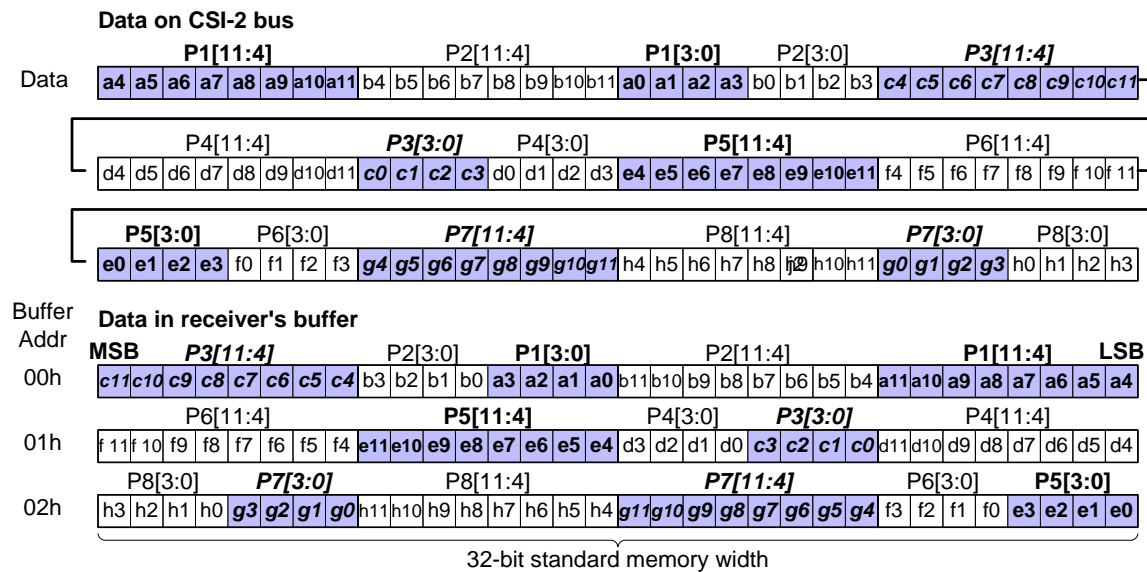 Data on CSI-2 bus
P1[11:4] P2[11:4] P1[3:0] P2[3:0] P3[11:4]
Data a4 a5 a6 a7 a8 a9 a10 a11 b4 b5 b6 b7 b8 b9 b10 b11 a0 a1 a2 a3 b0 b1 b2 b3 c4 c5 c6 c7 c8 c9 c10 c11
P4[11:4] P3[3:0] P4[3:0] P5[11:4] P6[11:4]
d4 d5 d6 d7 d8 d9 d10 d11 c0 c1 c2 c3 d0 d1 d2 d3 e4 e5 e6 e7 e8 e9 e10 e11 f4 f5 f6 f7 f8 f9 f 10 f 11
P5[3:0] P6[3:0] P7[11:4] P8[11:4] P7[3:0] P8[3:0]
e0 e1 e2 e3 f0 f1 f2 f3 g4 g5 g6 g7 g8 g9 g10 g11 h4 h5 h6 h7 h8 h10 h11 g0 g1 g2 g3 h0 h1 h2 h3
Buffer
Addr
Data in receiver's buffer
MSB P3[11:4] P2[3:0] P1[3:0] P2[11:4] P1[11:4] LSB
00h c11 c10 c9 c8 c7 c6 c5 c4 b3 b2 b1 b0 a3 a2 a1 a0 b11 b10 b9 b8 b7 b6 b5 b4 a11 a10 a9 a8 a7 a6 a5 a4
P6[11:4] P5[11:4] P4[3:0] P3[3:0] P4[11:4]
01h f 11 f 10 f9 f8 f7 f6 f5 f4 e11 e10 e9 e8 e7 e6 e5 e4 d3 d2 d1 d0 c3 c2 c1 c0 d11 d10 d9 d8 d7 d6 d5 d4
P8[3:0] P7[3:0] P8[11:4] P7[11:4] P6[3:0] P5[3:0]
02h h3 h2 h1 h0 g3 g2 g1 g0 h11 h10 h9 h8 h7 h6 h5 h4 g11 g10 g9 g8 g7 g6 g5 g4 f3 f2 f1 f0 e3 e2 e1 e0
32-bit standard memory width